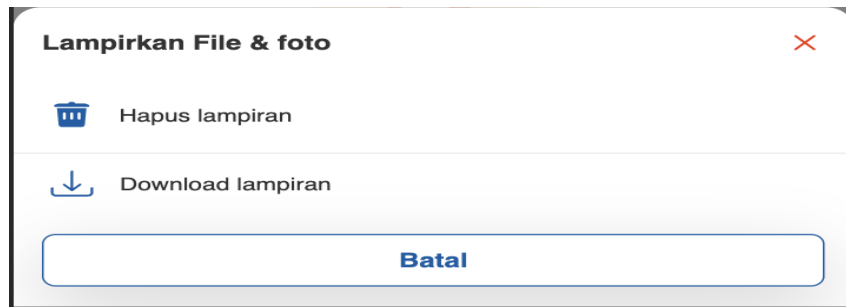 Lampirkan File & foto
Hapus lampiran
Download lampiran
Batal